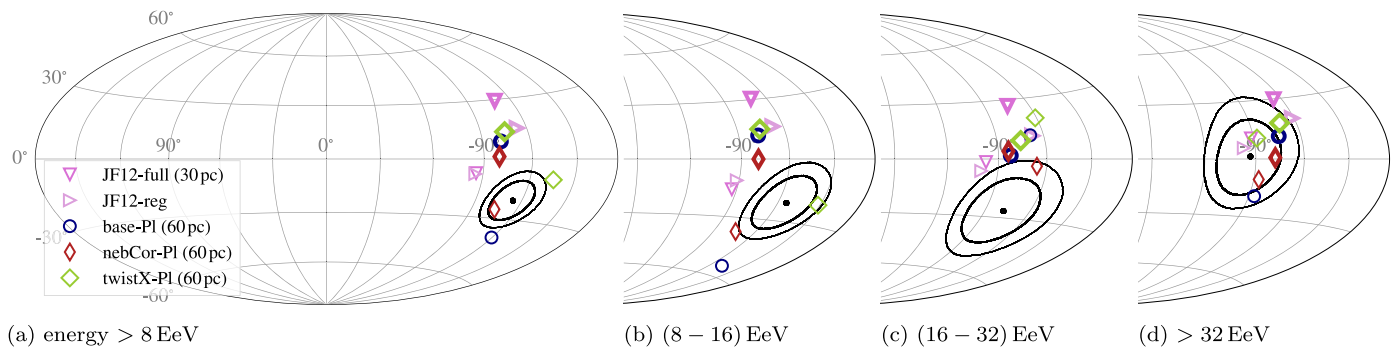 60°
30°
90°
0°
-90°
-90°
-90°
-90°
0°
JF12-full (30 pc)
JF12-reg
base-Pl (60 pc)
-30°
nebCor-Pl (60 pc)
twistX-Pl (60 pc)
-60°
(a) energy > 8 EeV
(b) (8 − 16) EeV
(c) (16 − 32) EeV
(d) > 32 EeV